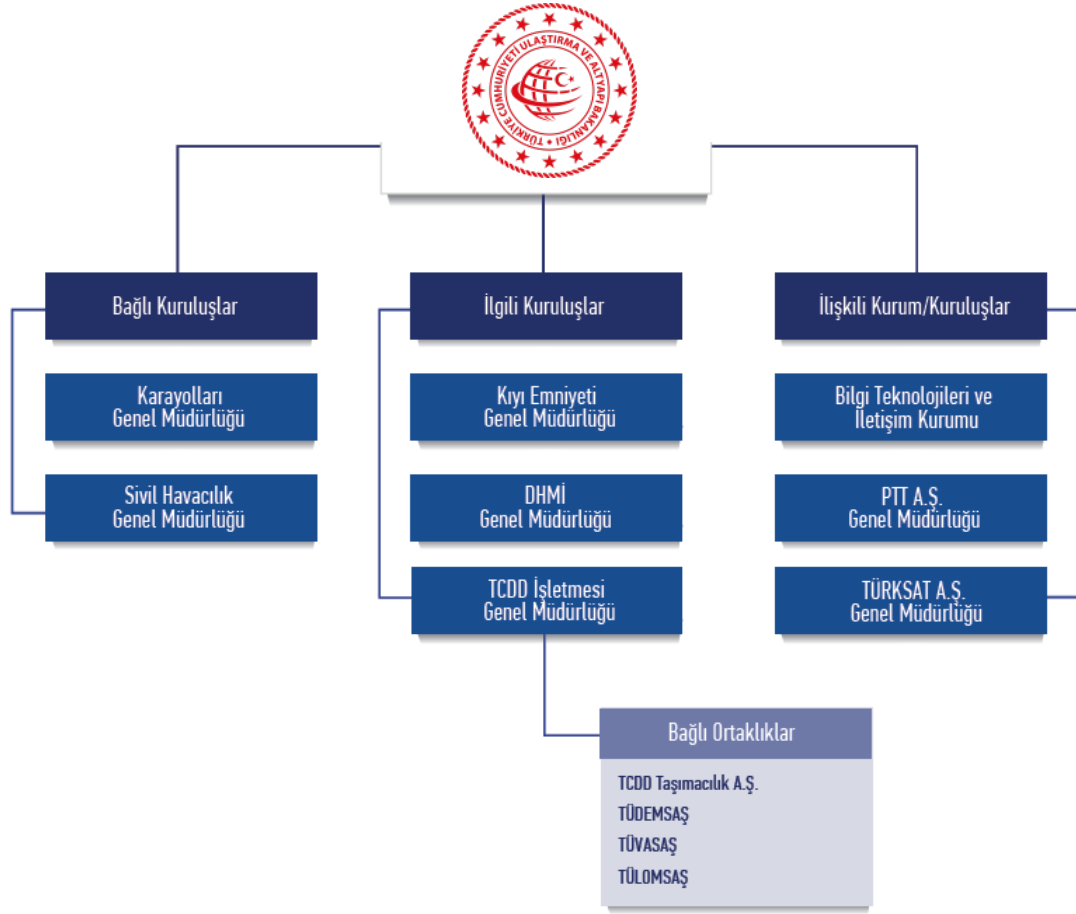 TÜRKİYE CUMHURİYETİ ULAŞTIRMA VE ALTYAPI BAKANLIĞI
Bağlı Kuruluşlar
Karayolları
Genel Müdürlüğü
Sivil Havacılık
Genel Müdürlüğü
İlgili Kuruluşlar
Kıyı Emniyeti
Genel Müdürlüğü
DHMİ
Genel Müdürlüğü
TCDD İşletmesi
Genel Müdürlüğü
Bağlı Ortaklıklar
TCDD Taşımacılık A.Ş.
TÜDEMSAŞ
TÜVASAŞ
TÜLOMSAŞ
İlişkili Kurum/Kuruluşlar
Bilgi Teknolojileri ve
İletişim Kurumu
PTT A.Ş.
Genel Müdürlüğü
TÜRKSAT A.Ş.
Genel Müdürlüğü